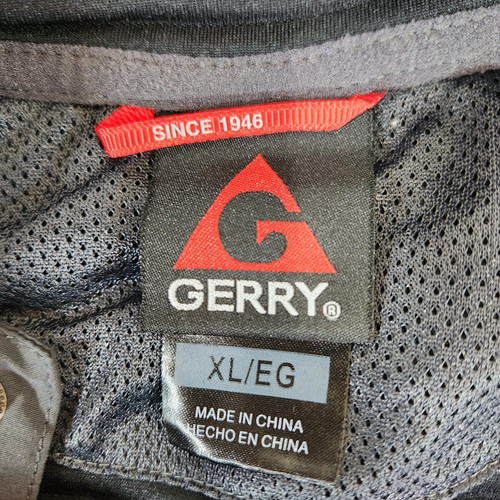 SINCE 1946
G
GERRY®
XL/EG
MADE IN CHINA
HECHO EN CHINA